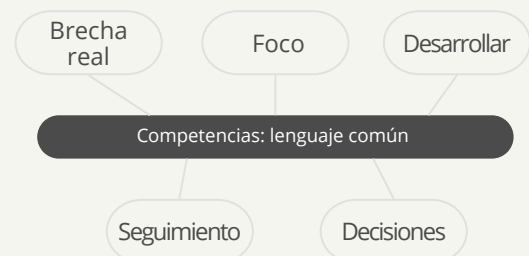 Brecha
real
Foco
Desarrollar
Competencias: lenguaje común
Seguimiento
Decisiones